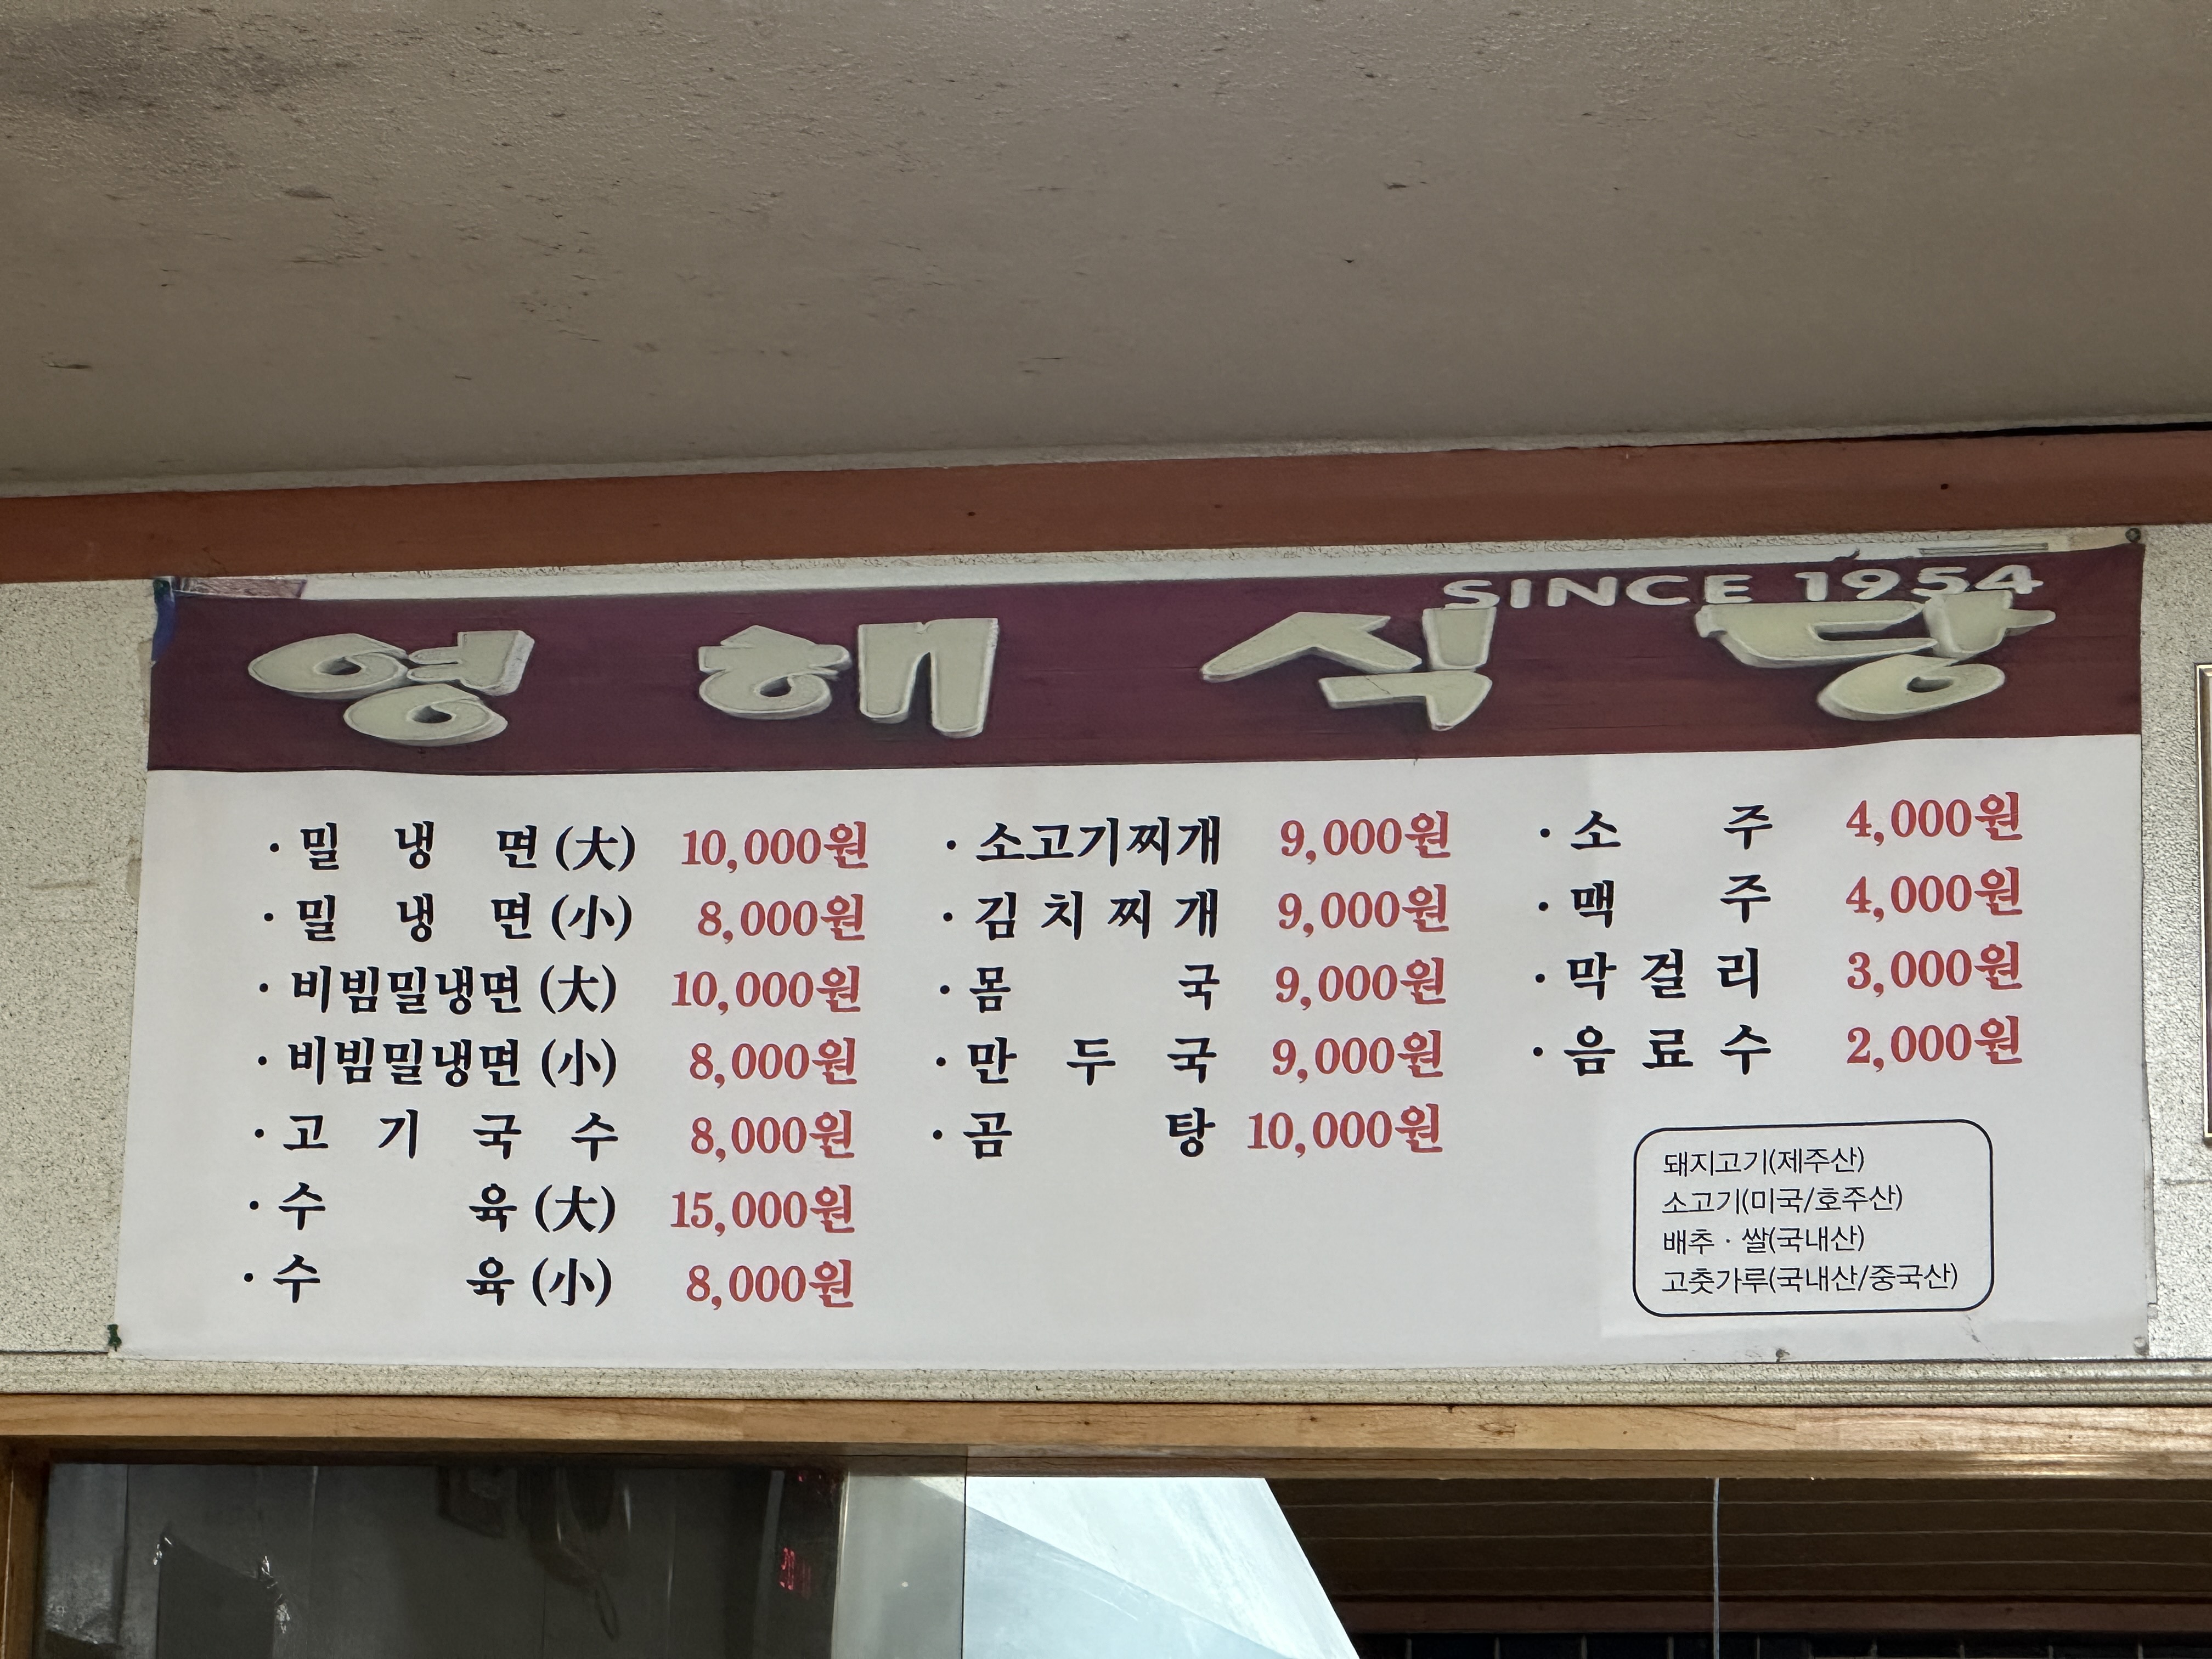 SINCE 1954
영해식당
· 밀냉면(大) 10,000원
· 밀냉면(小) 8,000원
· 비빔밀냉면(大) 10,000원
· 비빔밀냉면(小) 8,000원
· 고기국수 8,000원
· 수육(大) 15,000원
· 수육(小) 8,000원
· 소고기찌개 9,000원
· 김치찌개 9,000원
· 몸국 9,000원
· 만두국 9,000원
· 곰탕 10,000원
· 소주 4,000원
· 맥주 4,000원
· 막걸리 3,000원
· 음료수 2,000원
돼지고기(제주산)
소고기(미국/호주산)
배추 · 쌀(국내산)
고춧가루(국내산/중국산)